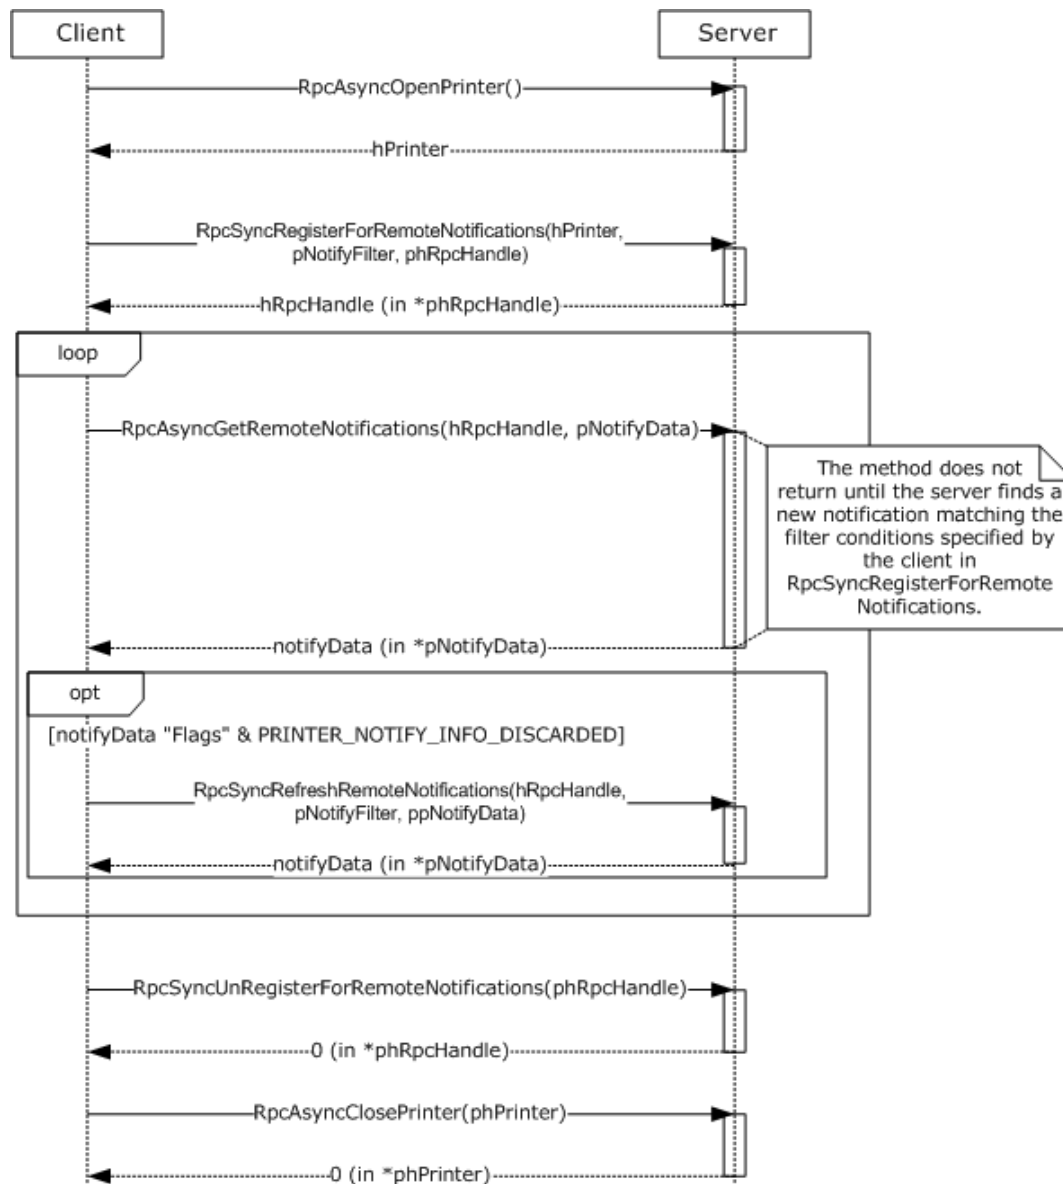 Client
Server
RpcAsyncOpenPrinter()
hPrinter
RpcSyncRegisterForRemoteNotifications(hPrinter,
pNotifyFilter, phRpcHandle)
hRpcHandle (in *phRpcHandle)
loop
RpcAsyncGetRemoteNotifications(hRpcHandle, pNotifyData)
The method does not
return until the server finds a
new notification matching the
filter conditions specified by
the client in
RpcSyncRegisterForRemote
Notifications.
notifyData (in *pNotifyData)
opt
[notifyData "Flags" & PRINTER_NOTIFY_INFO_DISCARDED]
RpcSyncRefreshRemoteNotifications(hRpcHandle,
pNotifyFilter, ppNotifyData)
notifyData (in *pNotifyData)
RpcSyncUnRegisterForRemoteNotifications(phRpcHandle)
0 (in *phRpcHandle)
RpcAsyncClosePrinter(phPrinter)
0 (in *phPrinter)